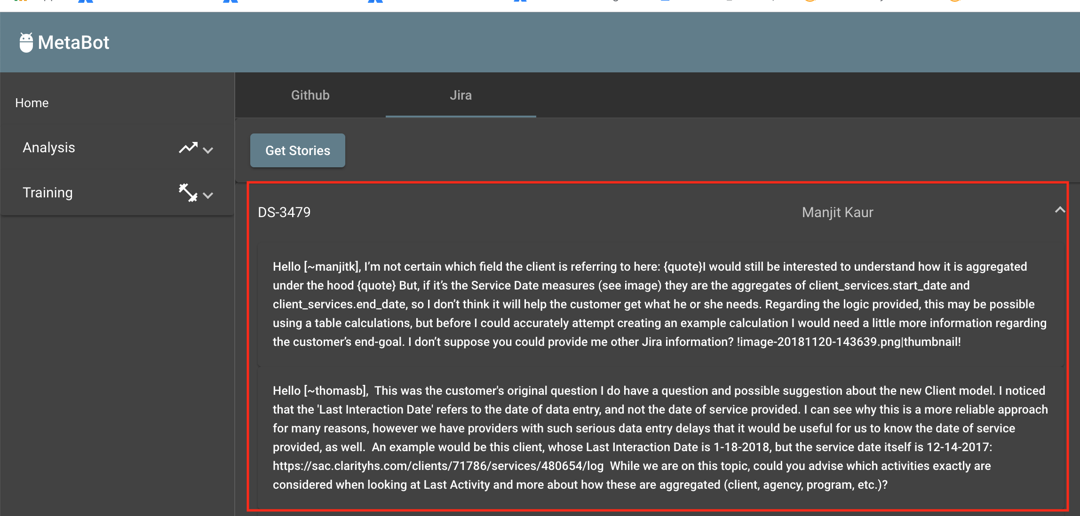 MetaBot
Home
Analysis
Training
Github
Jira
Get Stories
DS-3479
Manjit Kaur
Hello [~manjitk], I'm not certain which field the client is referring to here: {quote}I would still be interested to understand how it is aggregated
under the hood {quote} But, if it's the Service Date measures (see image) they are the aggregates of client_services.start_date and
client_services.end_date, so I don't think it will help the customer get what he or she needs. Regarding the logic provided, this may be possible
using a table calculations, but before I could accurately attempt creating an example calculation I would need a little more information regarding
the customer's end-goal. I don't suppose you could provide me other Jira information? !image-20181120-143639.png|thumbnail!
Hello [~thomasb],  This was the customer's original question I do have a question and possible suggestion about the new Client model. I noticed
that the 'Last Interaction Date' refers to the date of data entry, and not the date of service provided. I can see why this is a more reliable approach
for many reasons, however we have providers with such serious data entry delays that it would be useful for us to know the date of service
provided, as well.  An example would be this client, whose Last Interaction Date is 1-18-2018, but the service date itself is 12-14-2017:
https://sac.clarityhs.com/clients/71786/services/480654/log  While we are on this topic, could you advise which activities exactly are
considered when looking at Last Activity and more about how these are aggregated (client, agency, program, etc.)?